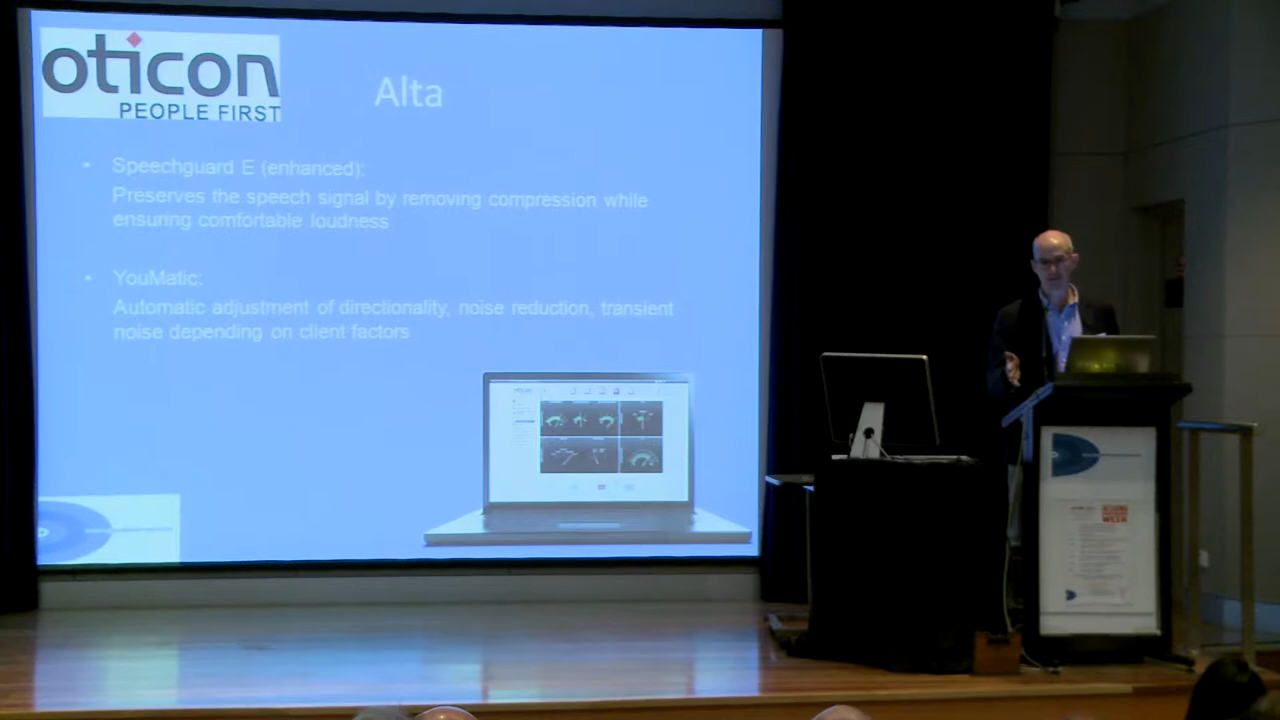 oticon
PEOPLE FIRST
Alta
• Speechguard E (enhanced):
Preserves the speech signal by removing compression while
ensuring comfortable loudness
• YouMatic:
Automatic adjustment of directionality, noise reduction, transient
noise depending on client factors
WEEK